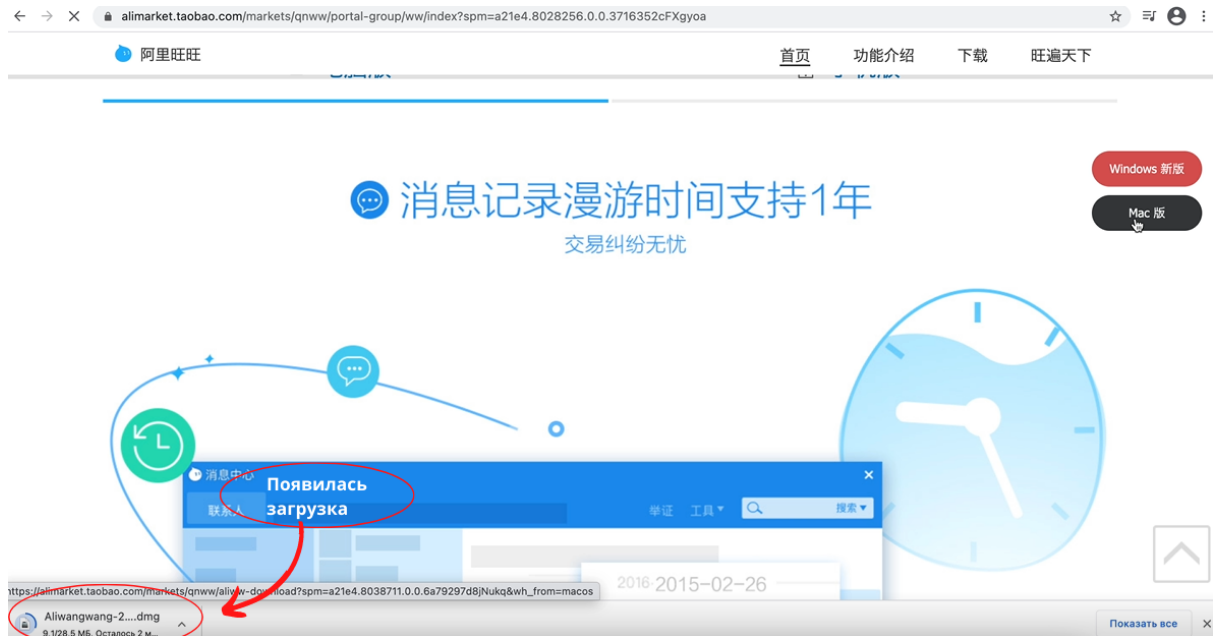 alimarket.taobao.com/markets/qnww/portal-group/ww/index?spm=a21e4.8028256.0.0.3716352cFXgyoa
阿里旺旺
首页
功能介绍
下载
旺遍天下
Windows 新版
Mac 版
消息记录漫游时间支持1年
交易纠纷无忧
消息中心
联系人
Появилась
загрузка
举证
工具
搜索
2016-2015-02-26
https://alimarket.taobao.com/markets/qnww/aliww-download?spm=a21e4.8038711.0.0.6a79297d8jNukq&wh_from=macos
Aliwangwang-2....dmg
9,1/28,5 МБ, Осталось 2 м...
Показать все